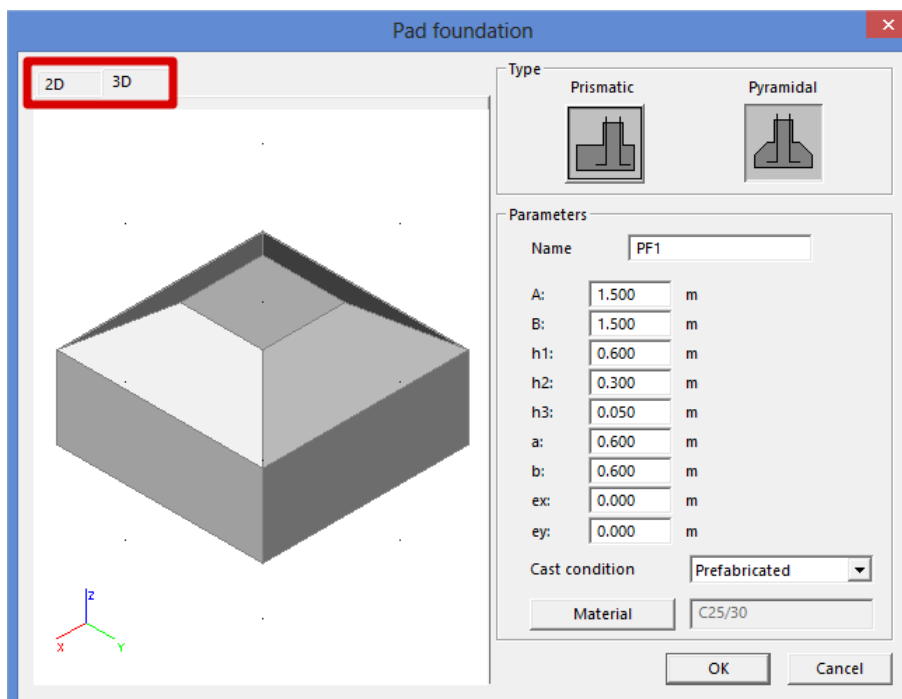 Pad foundation
2D 3D
Type
Prismatic Pyramidal
Parameters
Name PF1
A: 1.500 m
B: 1.500 m
h1: 0.600 m
h2: 0.300 m
h3: 0.050 m
a: 0.600 m
b: 0.600 m
ex: 0.000 m
ey: 0.000 m
Cast condition Prefabricated
Material C25/30
OK Cancel
z
x
Y